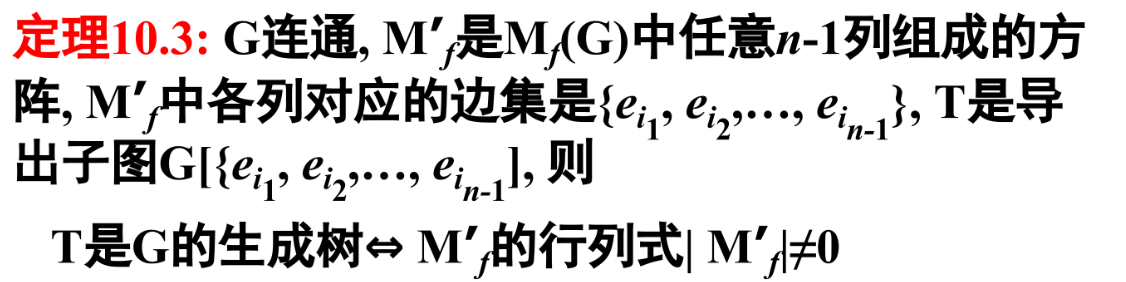 定理10.3: G连通, M′f是Mf(G)中任意n-1列组成的方
阵, M′f中各列对应的边集是{ei1, ei2,…, ein-1}, T是导
出子图G[{ei1, ei2,…, ein-1], 则
T是G的生成树⇔ M′f的行列式| M′f|≠0